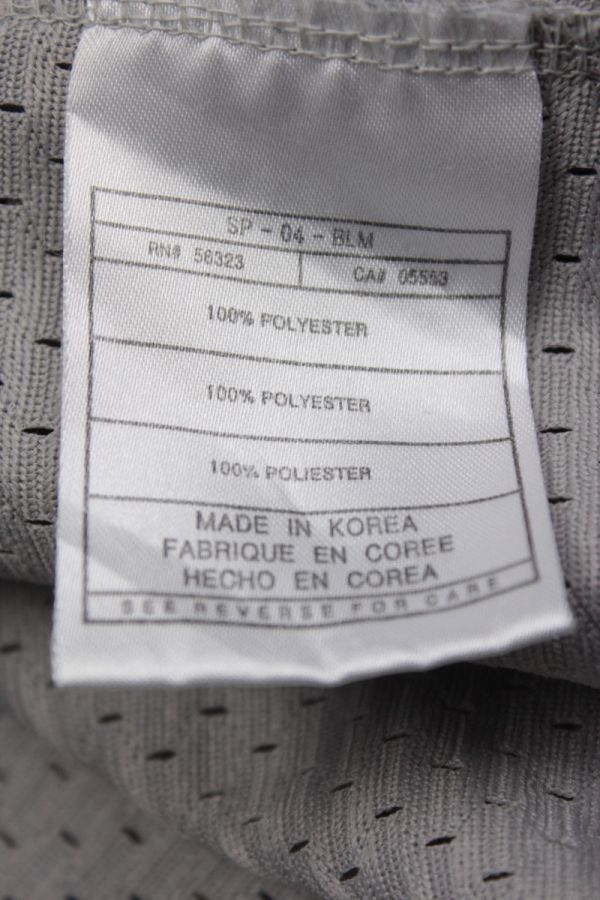 SP - 04 - BLM
RN# 56323 CA# 05553
100% POLYESTER
100% POLYESTER
100% POLIESTER
MADE IN KOREA
FABRIQUE EN COREE
HECHO EN COREA
SEE REVERSE FOR CARE